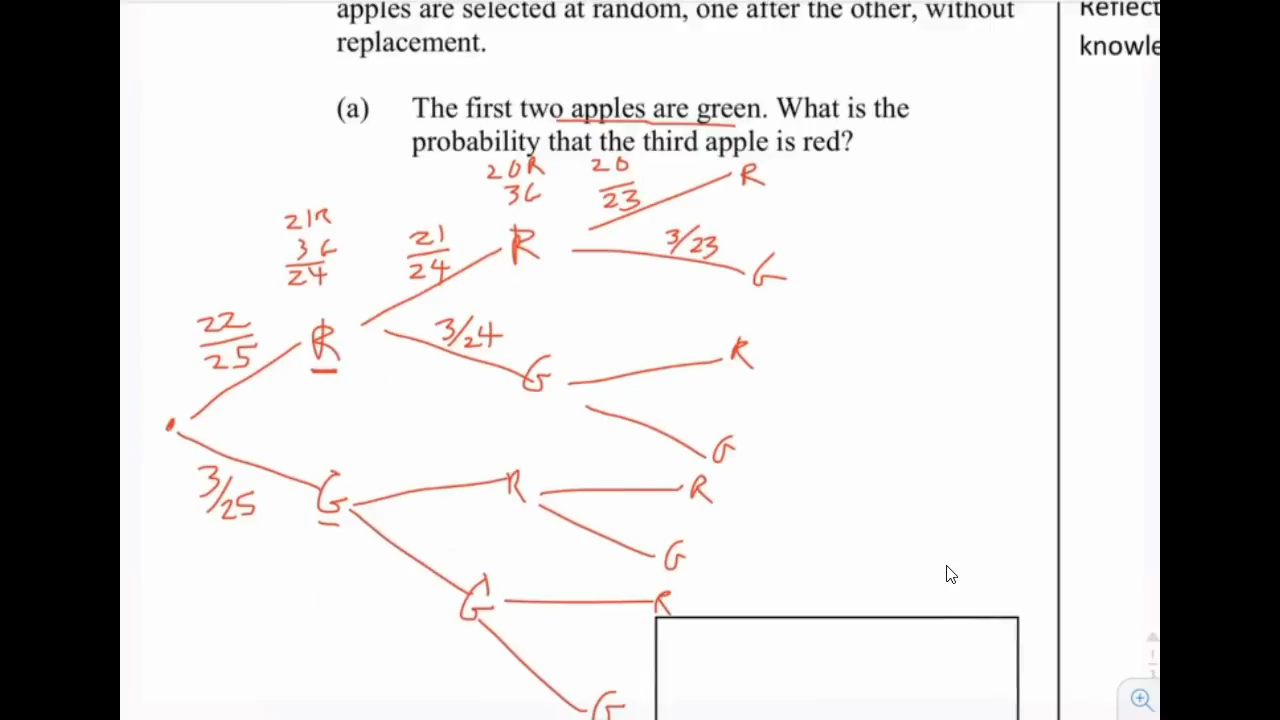 apples are selected at random, one after the other, without
replacement.
Reflect
knowle
(a) The first two apples are green. What is the
probability that the third apple is red?
20R
3G
20
23
R
3/23
G
21R
3G
24
21
24
R
3/24
G
R
G
22
25
R
3/25
G
R
R
G
G
R
G